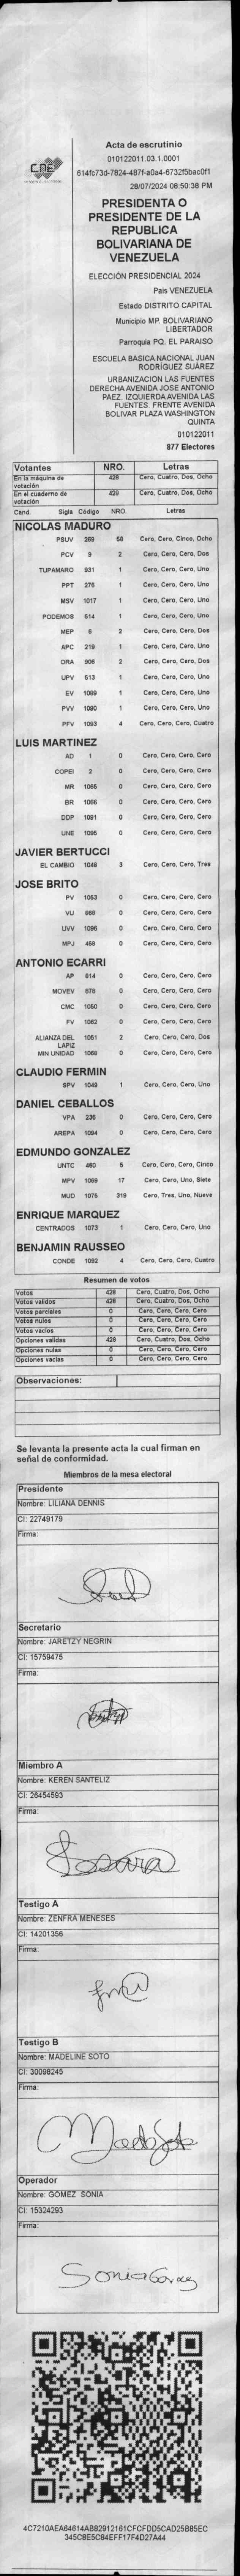 CNE
Acta de escrutinio
010122011.03.1.0001
614fc73d-7824-487f-a0a4-6732f5bac0f1
28/07/2024 08:50:38 PM
PRESIDENTA O
PRESIDENTE DE LA
REPUBLICA
BOLIVARIANA DE
VENEZUELA
ELECCIÓN PRESIDENCIAL 2024
Pais VENEZUELA
Estado DISTRITO CAPITAL
Municipio MP. BOLIVARIANO
LIBERTADOR
Parroquia PQ. EL PARAISO
ESCUELA BASICA NACIONAL JUAN
RODRÍGUEZ SUÁREZ
URBANIZACION LAS FUENTES
DERECHA AVENIDA JOSE ANTONIO
PAEZ. IZQUIERDA AVENIDA LAS
FUENTES. FRENTE AVENIDA
BOLIVAR PLAZA WASHINGTON
QUINTA
010122011
877 Electores
Votantes NRO. Letras
En la máquina de votación 428 Cero, Cuatro, Dos, Ocho
En el cuaderno de votación 428 Cero, Cuatro, Dos, Ocho
Cand. Sigla Código NRO. Letras
NICOLAS MADURO
PSUV 269 58 Cero, Cero, Cinco, Ocho
PCV 9 2 Cero, Cero, Cero, Dos
TUPAMARO 931 1 Cero, Cero, Cero, Uno
PPT 276 1 Cero, Cero, Cero, Uno
MSV 1017 1 Cero, Cero, Cero, Uno
PODEMOS 514 1 Cero, Cero, Cero, Uno
MEP 6 2 Cero, Cero, Cero, Dos
APC 219 1 Cero, Cero, Cero, Uno
ORA 906 2 Cero, Cero, Cero, Dos
UPV 513 1 Cero, Cero, Cero, Uno
EV 1089 1 Cero, Cero, Cero, Uno
PVV 1090 1 Cero, Cero, Cero, Uno
PFV 1093 4 Cero, Cero, Cero, Cuatro
LUIS MARTINEZ
AD 1 0 Cero, Cero, Cero, Cero
COPEI 2 0 Cero, Cero, Cero, Cero
MR 1065 0 Cero, Cero, Cero, Cero
BR 1066 0 Cero, Cero, Cero, Cero
DDP 1091 0 Cero, Cero, Cero, Cero
UNE 1095 0 Cero, Cero, Cero, Cero
JAVIER BERTUCCI
EL CAMBIO 1048 3 Cero, Cero, Cero, Tres
JOSE BRITO
PV 1053 0 Cero, Cero, Cero, Cero
VU 868 0 Cero, Cero, Cero, Cero
UVV 1096 0 Cero, Cero, Cero, Cero
MPJ 468 0 Cero, Cero, Cero, Cero
ANTONIO ECARRI
AP 914 0 Cero, Cero, Cero, Cero
MOVEV 878 0 Cero, Cero, Cero, Cero
CMC 1050 0 Cero, Cero, Cero, Cero
FV 1052 0 Cero, Cero, Cero, Cero
ALIANZA DEL LAPIZ 1051 2 Cero, Cero, Cero, Dos
MIN UNIDAD 1068 0 Cero, Cero, Cero, Cero
CLAUDIO FERMIN
SPV 1049 1 Cero, Cero, Cero, Uno
DANIEL CEBALLOS
VPA 236 0 Cero, Cero, Cero, Cero
AREPA 1094 0 Cero, Cero, Cero, Cero
EDMUNDO GONZALEZ
UNTC 460 5 Cero, Cero, Cero, Cinco
MPV 1069 17 Cero, Cero, Uno, Siete
MUD 1075 319 Cero, Tres, Uno, Nueve
ENRIQUE MARQUEZ
CENTRADOS 1073 1 Cero, Cero, Cero, Uno
BENJAMIN RAUSSEO
CONDE 1092 4 Cero, Cero, Cero, Cuatro
Resumen de votos
Votos 428 Cero, Cuatro, Dos, Ocho
Votos validos 428 Cero, Cuatro, Dos, Ocho
Votos parciales 0 Cero, Cero, Cero, Cero
Votos nulos 0 Cero, Cero, Cero, Cero
Votos vacios 0 Cero, Cero, Cero, Cero
Opciones validas 428 Cero, Cuatro, Dos, Ocho
Opciones nulas 0 Cero, Cero, Cero, Cero
Opciones vacias 0 Cero, Cero, Cero, Cero
Observaciones:
Se levanta la presente acta la cual firman en
señal de conformidad.
Miembros de la mesa electoral
Presidente
Nombre: LILIANA DENNIS
CI: 22749179
Firma:
Secretario
Nombre: JARETZY NEGRIN
CI: 15759475
Firma:
Miembro A
Nombre: KEREN SANTELIZ
CI: 26454593
Firma:
Testigo A
Nombre: ZENFRA MENESES
CI: 14201356
Firma:
Testigo B
Nombre: MADELINE SOTO
CI: 30098245
Firma:
Operador
Nombre: GOMEZ SONIA
CI: 15324293
Firma:
Sonia
4C7210AEA64614AB82912161CFCFDD5CAD25B85EC
345C8E5C84EFF17F4D27A44